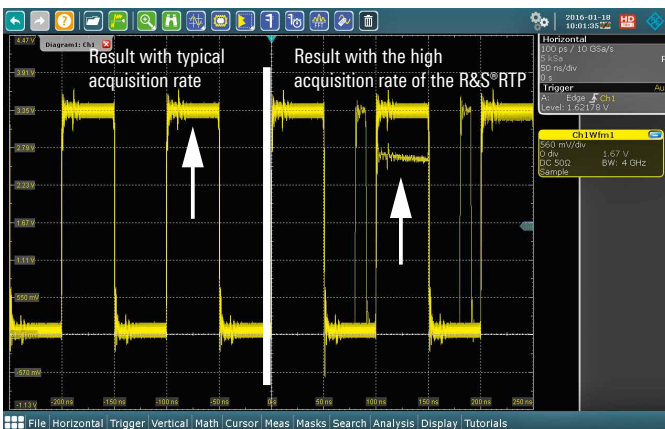 2016-01-18
HD
10:01:35
Diagram1: Ch1
Result with typical
acquisition rate
Result with the high
acquisition rate of the R&S®RTP
Horizontal
100 ps / 10 GSa/s
5 kSa
50 ns/div
0 s
Trigger
Au
A: Edge Ch1
Level: 1.62178 V
Ch1Wfm1
560 mV/div
0 div 1.67 V
DC 50Ω BW: 4 GHz
Sample
4.47 V
3.91 V
3.35 V
2.79 V
2.23 V
1.67 V
1.11 V
550 mV
-570 mV
-1.13 V
-200 ns -150 ns -100 ns -50 ns 0 s 50 ns 100 ns 150 ns 200 ns 250 ns
File Horizontal Trigger Vertical Math Cursor Meas Masks Search Analysis Display Tutorials